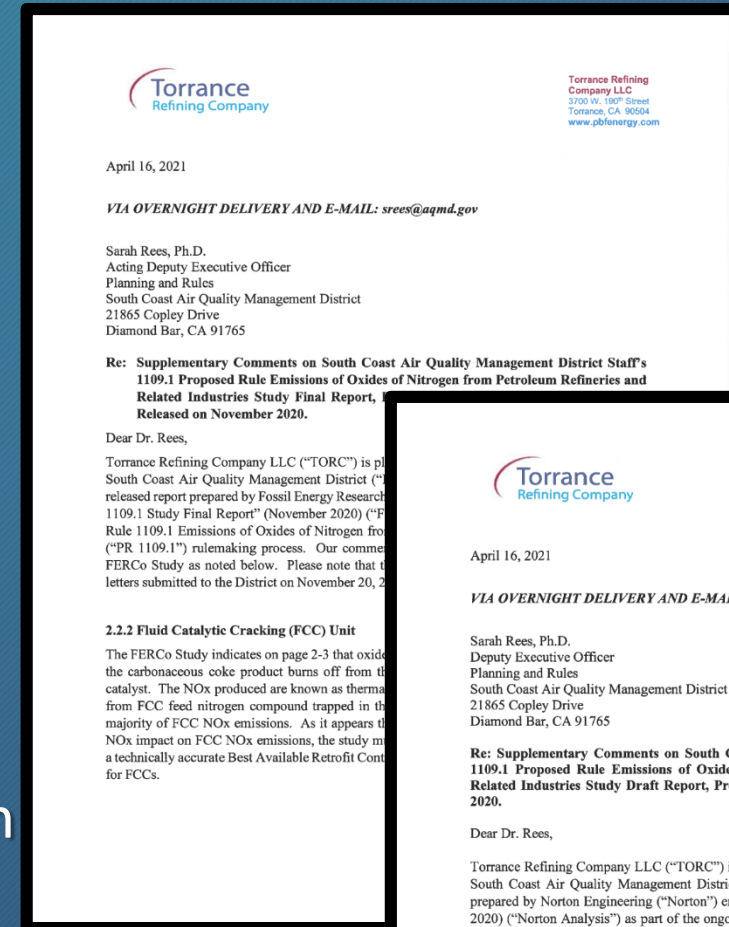 Torrance
Refining Company
Torrance Refining
Company LLC
3700 W. 190th Street
Torrance, CA 90504
www.pbfenergy.com
April 16, 2021
VIA OVERNIGHT DELIVERY AND E-MAIL: srees@aqmd.gov
Sarah Rees, Ph.D.
Acting Deputy Executive Officer
Planning and Rules
South Coast Air Quality Management District
21865 Copley Drive
Diamond Bar, CA 91765
Re: Supplementary Comments on South Coast Air Quality Management District Staff's
1109.1 Proposed Rule Emissions of Oxides of Nitrogen from Petroleum Refineries and
Related Industries Study Final Report,
Released on November 2020.
Dear Dr. Rees,
Torrance Refining Company LLC ("TORC") is
South Coast Air Quality Management District
released report prepared by Fossil Energy Research
1109.1 Study Final Report" (November 2020)
Rule 1109.1 Emissions of Oxides of Nitrogen
("PR 1109.1") rulemaking process. Our
FERCo Study as noted below. Please note that
letters submitted to the District on November 20,
2.2.2 Fluid Catalytic Cracking (FCC) Unit
The FERCo Study indicates on page 2-3 that
the carbonaceous coke product burns off from
catalyst. The NOx produced are known as
from FCC feed nitrogen compound trapped in
majority of FCC NOx emissions. As it appears
NOx impact on FCC NOx emissions, the study
a technically accurate Best Available Retrofit
for FCCs.
n
Torrance
Refining Company
April 16, 2021
VIA OVERNIGHT DELIVERY AND
Sarah Rees, Ph.D.
Deputy Executive Officer
Planning and Rules
South Coast Air Quality Management District
21865 Copley Drive
Diamond Bar, CA 91765
Re: Supplementary Comments on South
1109.1 Proposed Rule Emissions of
Related Industries Study Draft Report,
2020.
Dear Dr. Rees,
Torrance Refining Company LLC ("TORC")
South Coast Air Quality Management
prepared by Norton Engineering ("Norton")
2020) ("Norton Analysis") as part of the